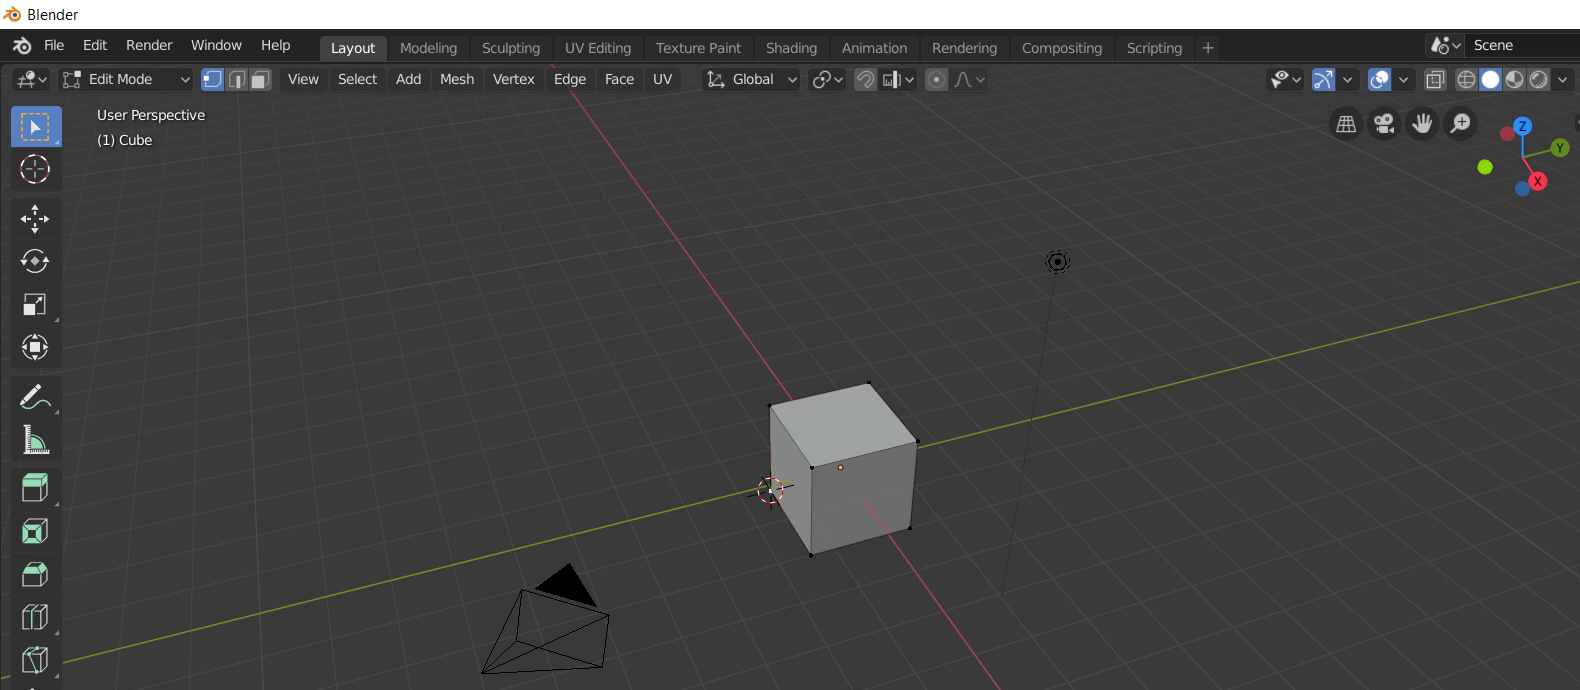 Blender
File Edit Render Window Help Layout Modeling Sculpting UV Editing Texture Paint Shading Animation Rendering Compositing Scripting + Scene
Edit Mode View Select Add Mesh Vertex Edge Face UV Global
User Perspective
(1) Cube
Z
Y
X